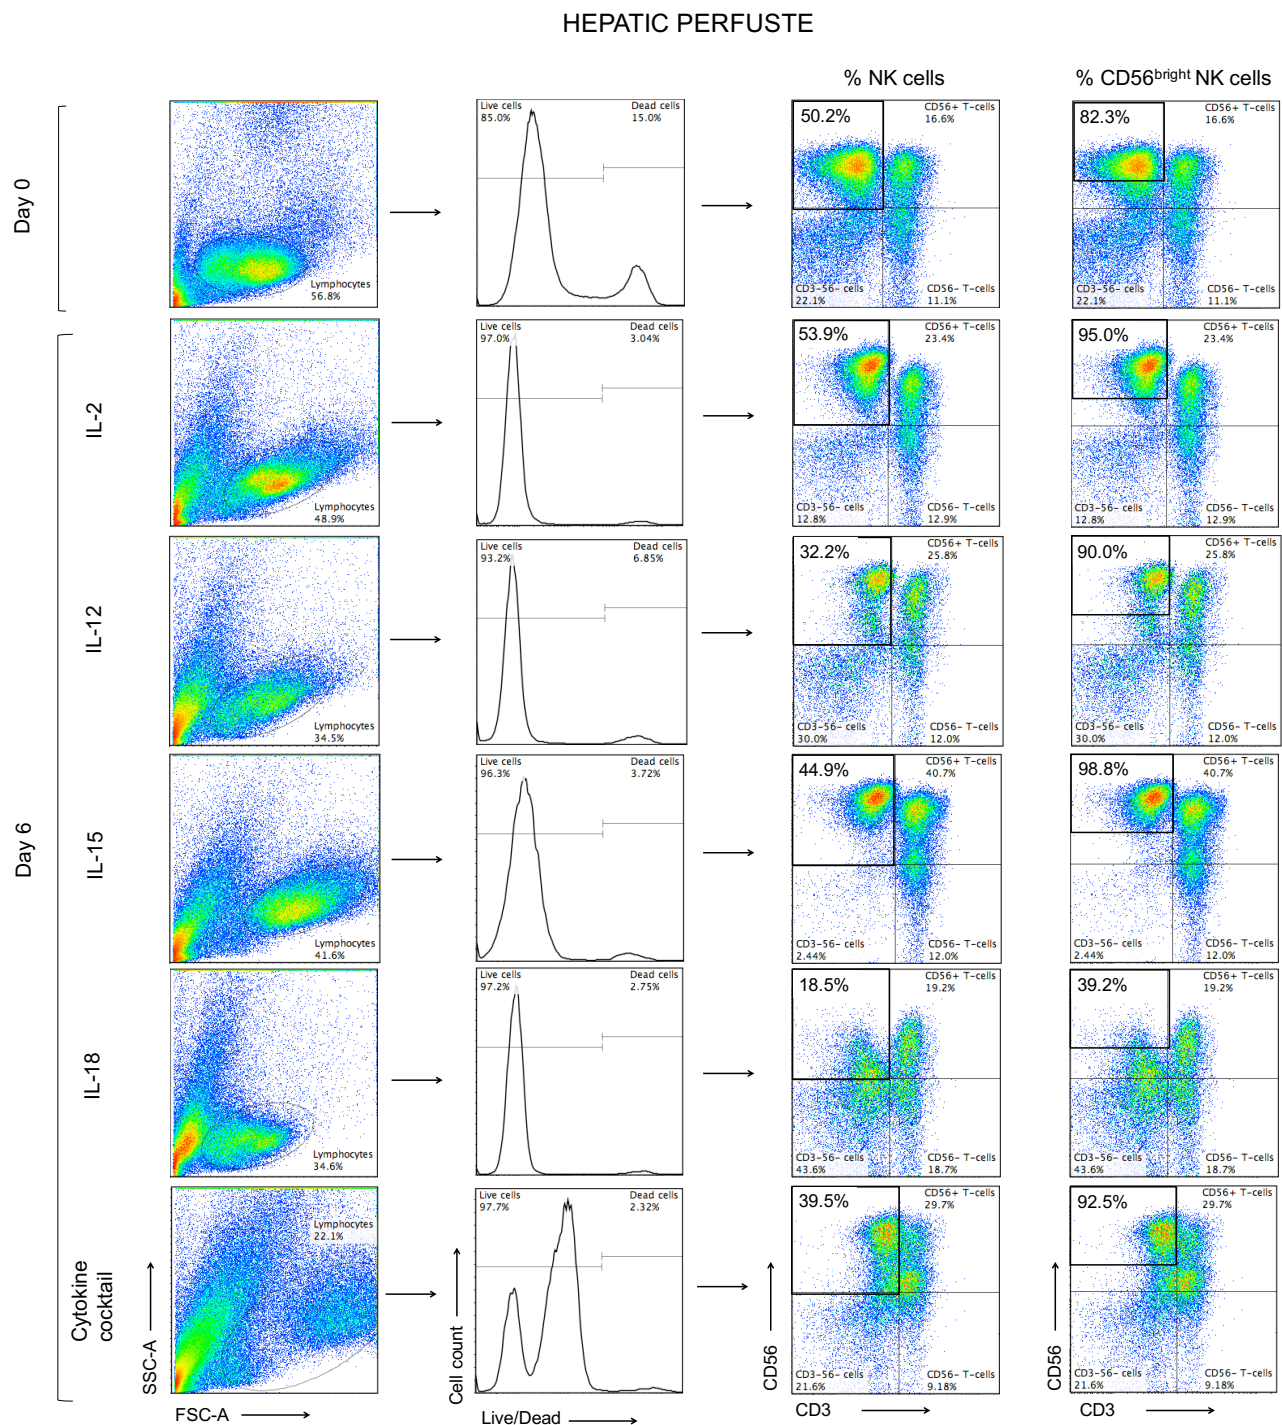 HEPATIC PERFUSTE
% NK cells
% CD56bright NK cells
Day 0
Lymphocytes
56.8%
Live cells
85.0%
Dead cells
15.0%
50.2%
CD56+ T-cells
16.6%
CD3-56- cells
22.1%
CD56- T-cells
11.1%
82.3%
CD56+ T-cells
16.6%
CD3-56- cells
22.1%
CD56- T-cells
11.1%
Day 6
IL-2
Lymphocytes
48.9%
Live cells
97.0%
Dead cells
3.04%
53.9%
CD56+ T-cells
23.4%
CD3-56- cells
12.8%
CD56- T-cells
12.9%
95.0%
CD56+ T-cells
23.4%
CD3-56- cells
12.8%
CD56- T-cells
12.9%
IL-12
Lymphocytes
34.5%
Live cells
93.2%
Dead cells
6.85%
32.2%
CD56+ T-cells
25.8%
CD3-56- cells
30.0%
CD56- T-cells
12.0%
90.0%
CD56+ T-cells
25.8%
CD3-56- cells
30.0%
CD56- T-cells
12.0%
IL-15
Lymphocytes
41.6%
Live cells
96.3%
Dead cells
3.72%
44.9%
CD56+ T-cells
40.7%
CD3-56- cells
2.44%
CD56- T-cells
12.0%
98.8%
CD56+ T-cells
40.7%
CD3-56- cells
2.44%
CD56- T-cells
12.0%
IL-18
Lymphocytes
34.6%
Live cells
97.2%
Dead cells
2.75%
18.5%
CD56+ T-cells
19.2%
CD3-56- cells
43.6%
CD56- T-cells
18.7%
39.2%
CD56+ T-cells
19.2%
CD3-56- cells
43.6%
CD56- T-cells
18.7%
Cytokine
cocktail
Lymphocytes
22.1%
Live cells
97.7%
Dead cells
2.32%
39.5%
CD56+ T-cells
29.7%
CD3-56- cells
21.6%
CD56- T-cells
9.18%
92.5%
CD56+ T-cells
29.7%
CD3-56- cells
21.6%
CD56- T-cells
9.18%
SSC-A
FSC-A
Cell count
Live/Dead
CD56
CD3
CD56
CD3